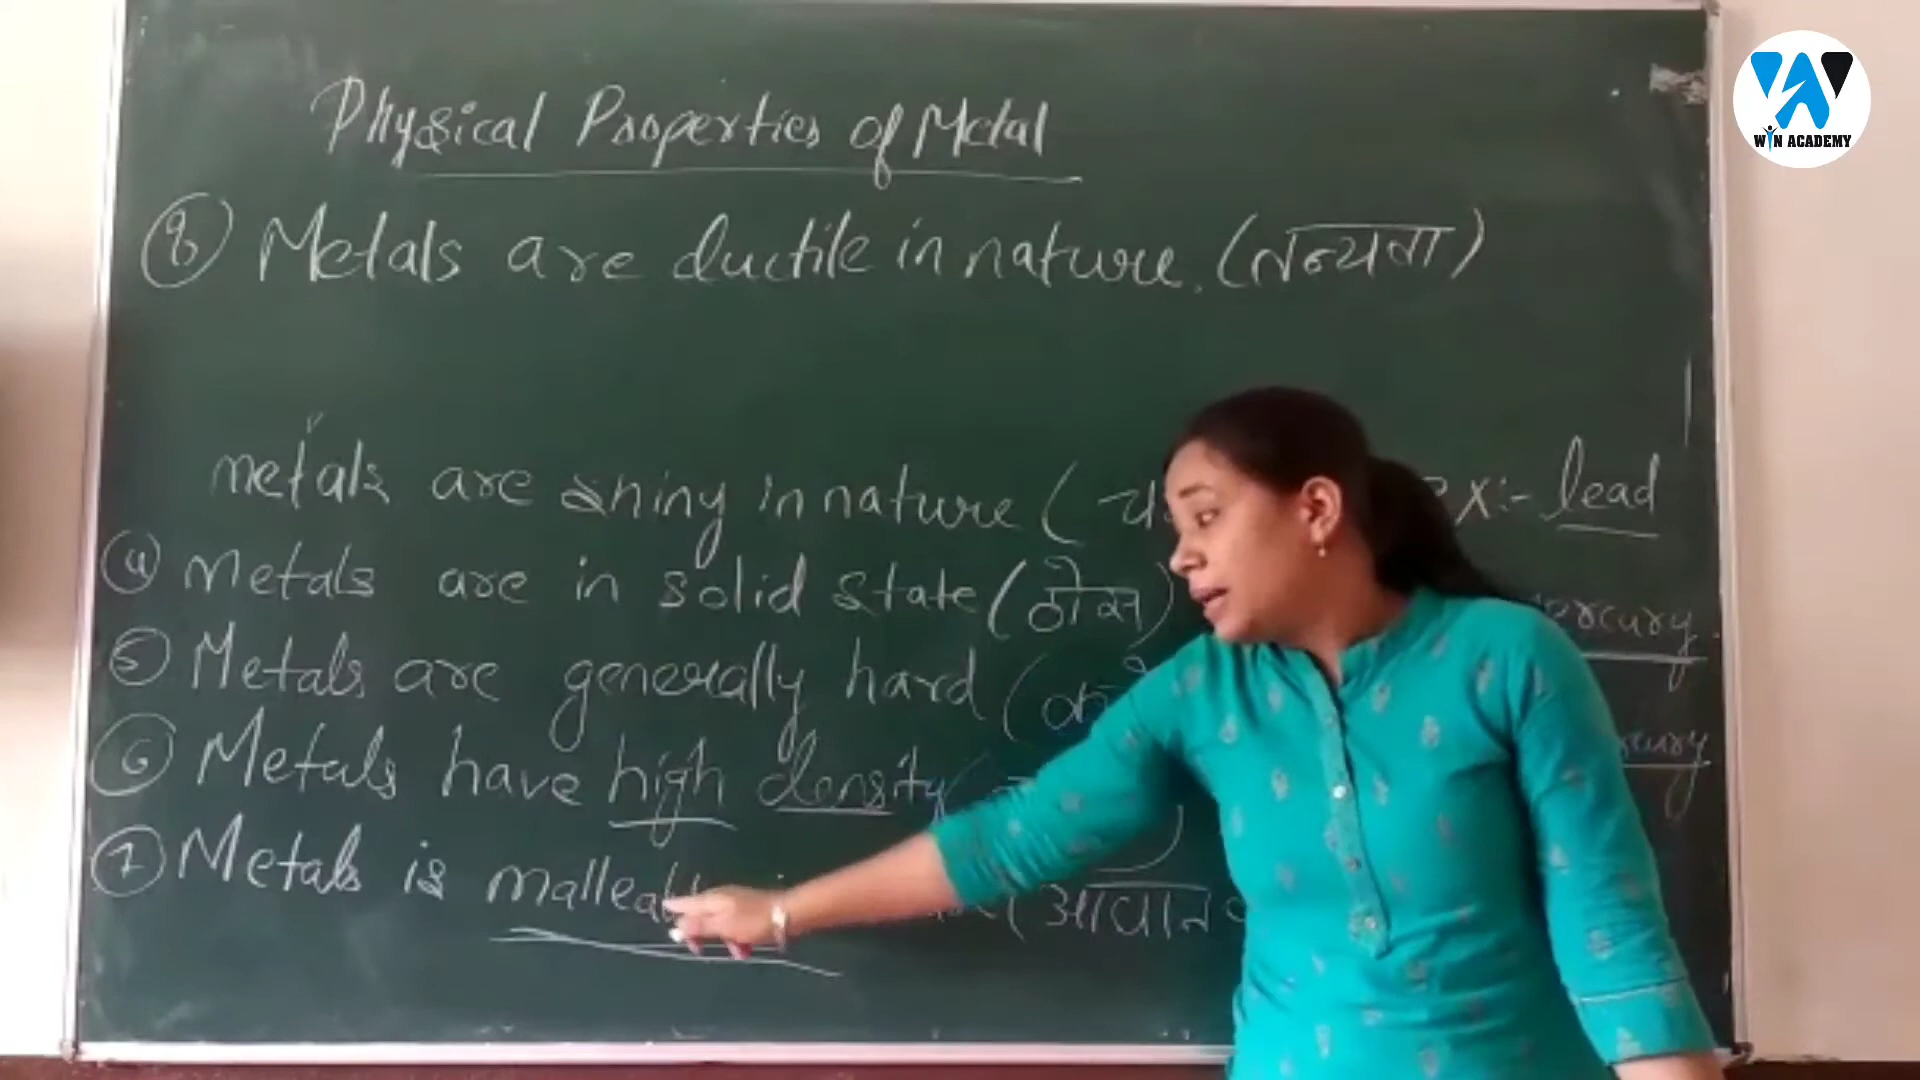 Physical Properties of Metal
⑧ Metals are ductile in nature. (तन्यता)
metals are shiny in nature ( Ex:- lead
④ Metals are in solid state (ठोस)
⑤ Metals are generally hard (
⑥ Metals have high density
⑦ Metals is
WIN ACADEMY